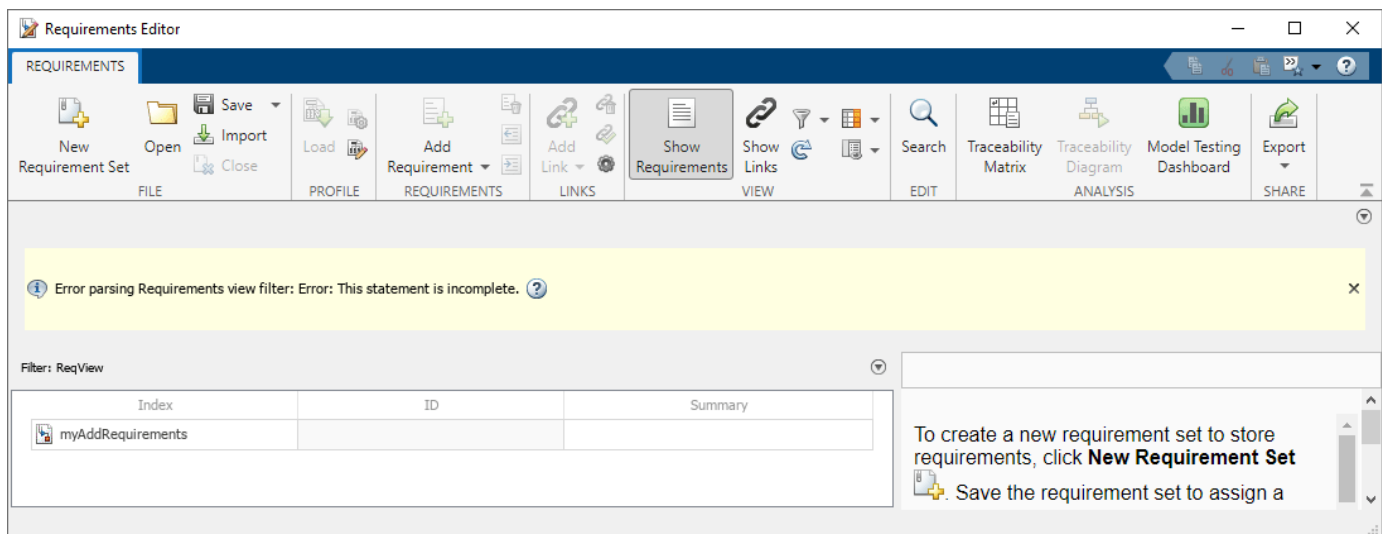 Requirements Editor
REQUIREMENTS
New
Requirement Set
Open
Save
Import
Close
FILE
Load
PROFILE
Add
Requirement
REQUIREMENTS
Add
Link
LINKS
Show
Requirements
Show
Links
VIEW
Search
EDIT
Traceability
Matrix
Traceability
Diagram
Model Testing
Dashboard
ANALYSIS
Export
SHARE
Error parsing Requirements view filter: Error: This statement is incomplete.
Filter: ReqView
Index ID Summary
myAddRequirements
To create a new requirement set to store
requirements, click New Requirement Set
. Save the requirement set to assign a